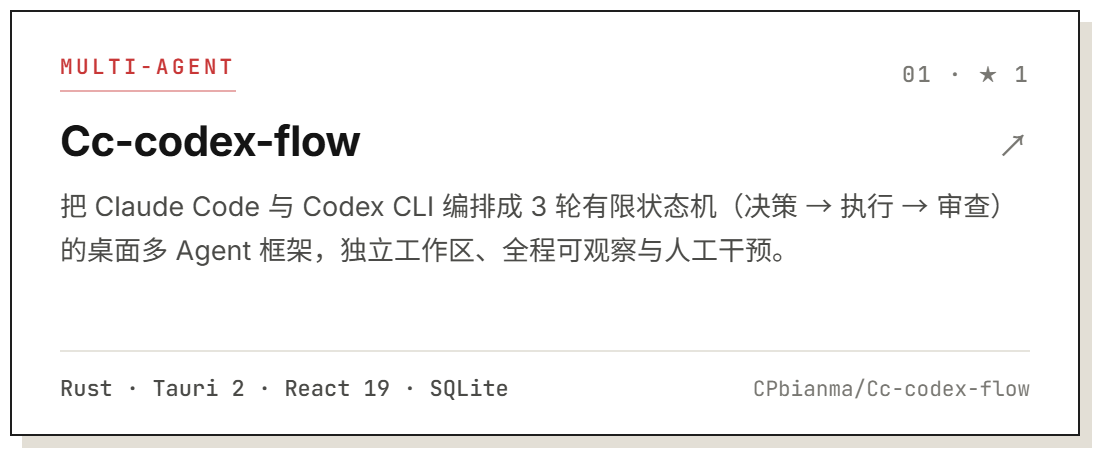 MULTI-AGENT
01 · ★ 1
Cc-codex-flow
↗
把 Claude Code 与 Codex CLI 编排成 3 轮有限状态机（决策 → 执行 → 审查）
的桌面多 Agent 框架，独立工作区、全程可观察与人工干预。
Rust · Tauri 2 · React 19 · SQLite
CPbianma/Cc-codex-flow